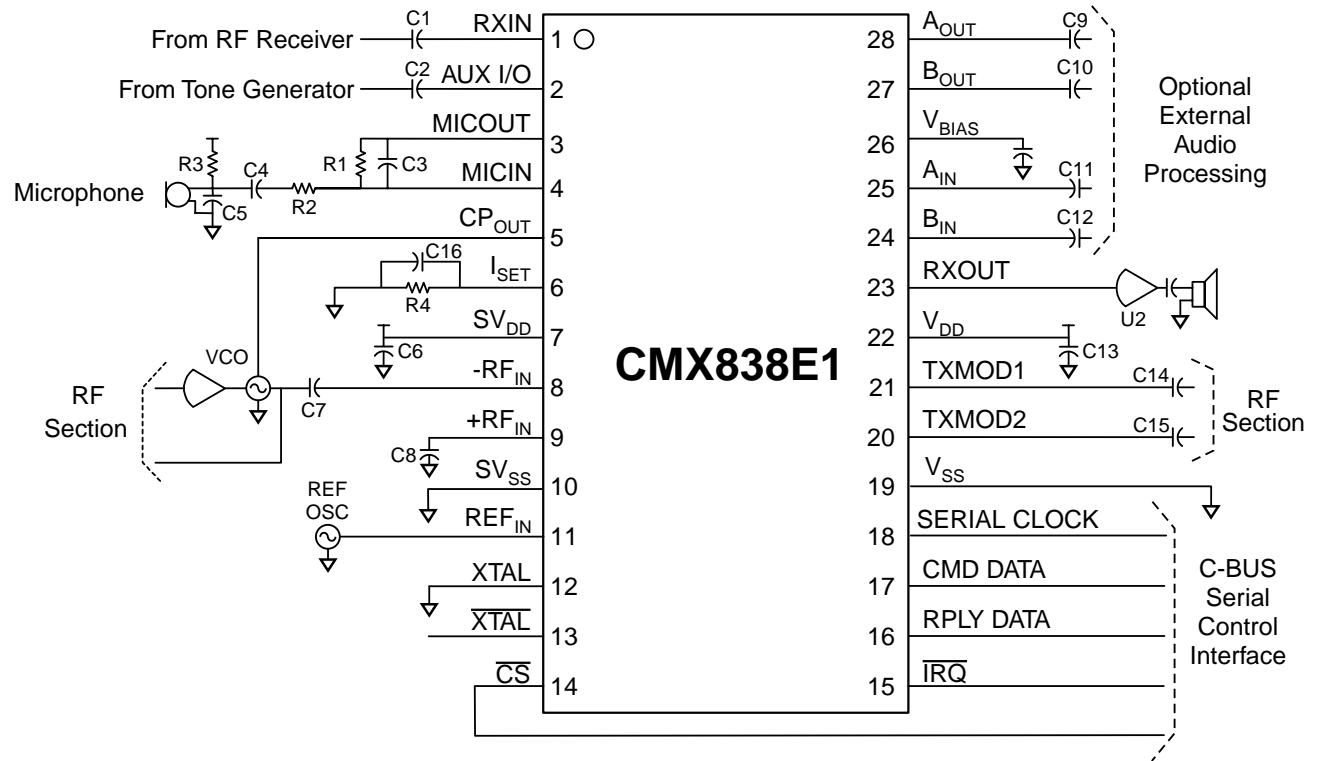 From RF Receiver C1 RXIN 1
From Tone Generator C2 AUX I/O 2
MICOUT 3
R3 C4 R1 C3
Microphone MICIN 4
C5 R2
CPOUT 5
C16 ISET 6
R4
SVDD 7
C6
VCO
-RFIN 8
RF
Section
C7
+RFIN 9
C8
SVSS 10
REF
OSC
REFIN 11
XTAL 12
XTAL 13
CS 14
CMX838E1
28 AOUT C9
27 BOUT C10
26 VBIAS
25 AIN C11
24 BIN C12
Optional
External
Audio
Processing
23 RXOUT
U2
22 VDD
C13
21 TXMOD1 C14
20 TXMOD2 C15
RF
Section
19 VSS
18 SERIAL CLOCK
17 CMD DATA
16 RPLY DATA
15 IRQ
C-BUS
Serial
Control
Interface